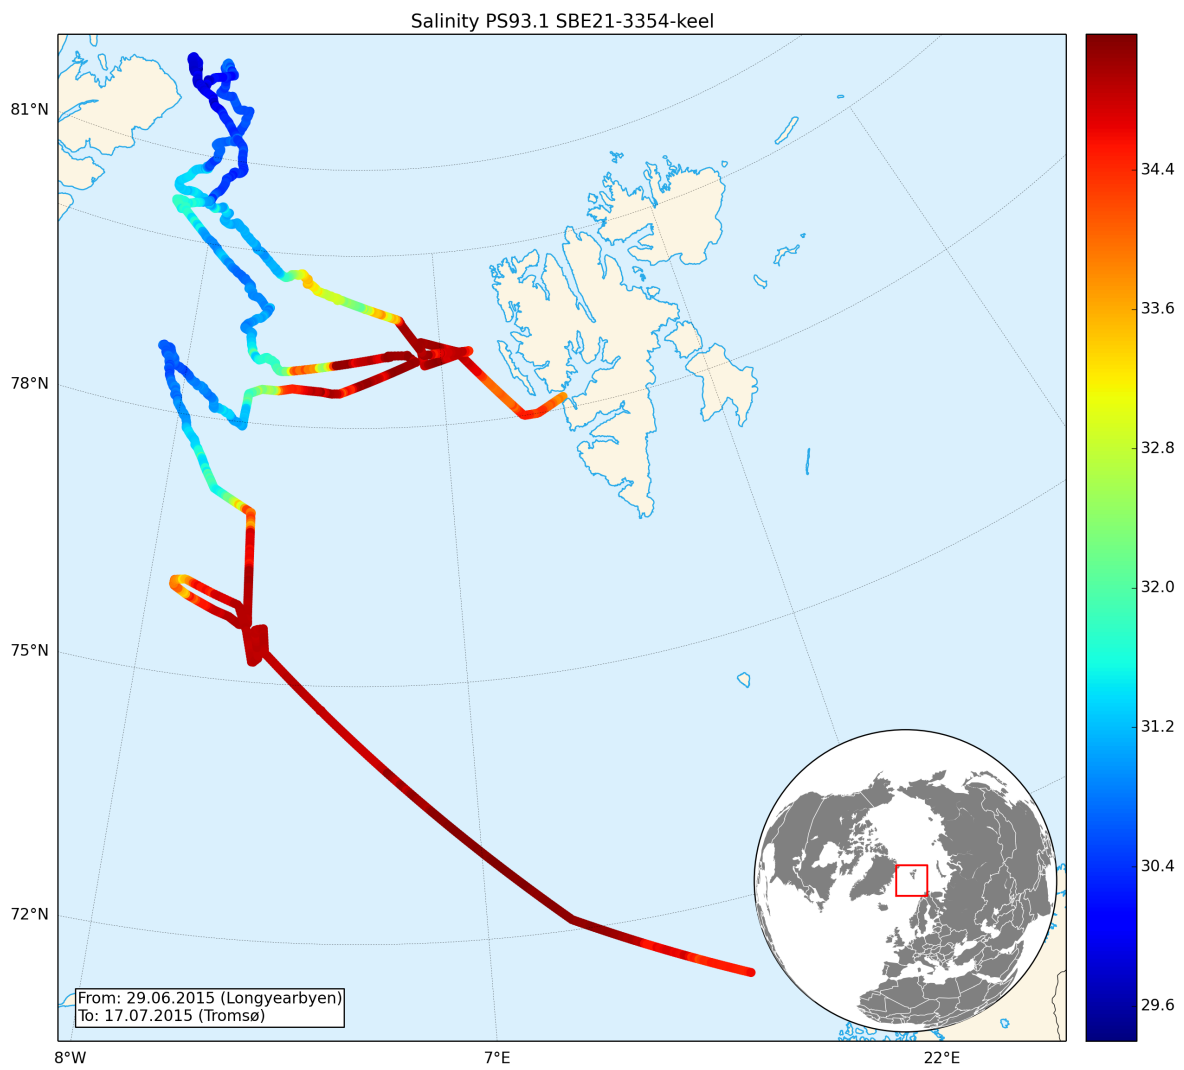 Salinity PS93.1 SBE21-3354-keel
81°N
78°N
75°N
72°N
8°W
7°E
22°E
34.4
33.6
32.8
32.0
31.2
30.4
29.6
From: 29.06.2015 (Longyearbyen)
To: 17.07.2015 (Tromsø)